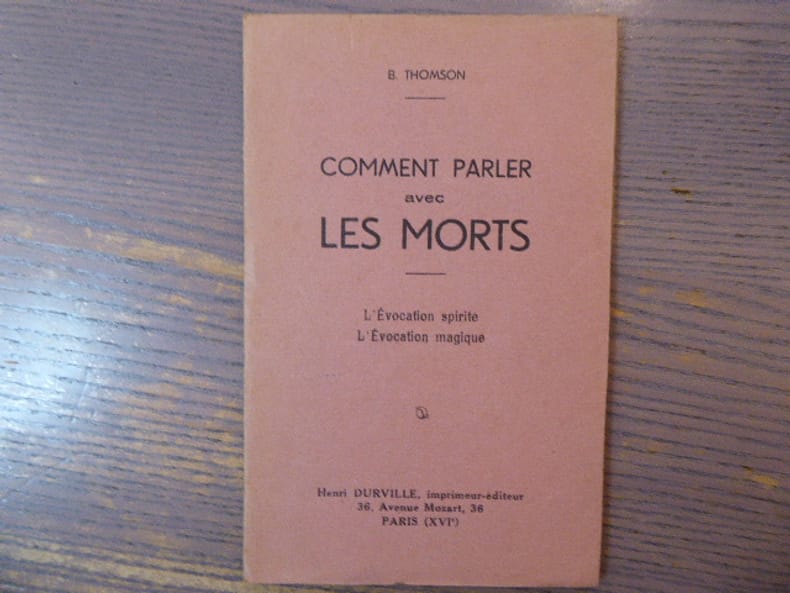 B. THOMSON
COMMENT PARLER
avec
LES MORTS
L'Évocation spirite
L'Évocation magique
Henri DURVILLE, imprimeur-éditeur
36, Avenue Mozart, 36
PARIS (XVIᵉ)